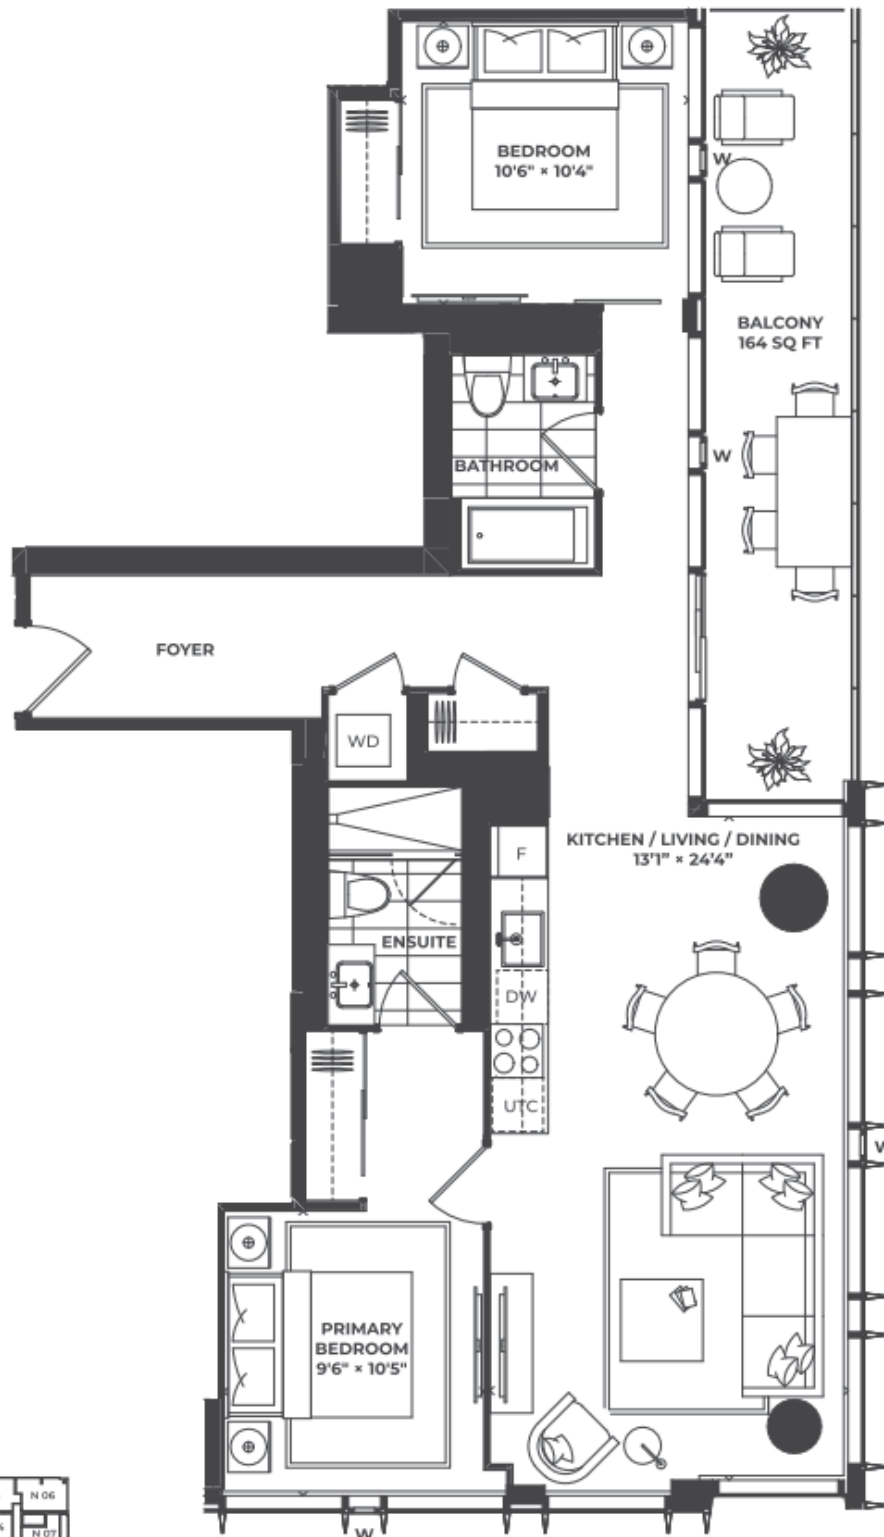 BEDROOM
10'6" × 10'4"
W
BALCONY
164 SQ FT
W
BATHROOM
FOYER
WD
F
KITCHEN / LIVING / DINING
13'1" × 24'4"
ENSUITE
DW
UTC
W
PRIMARY
BEDROOM
9'6" × 10'5"
N 06
N 07
W